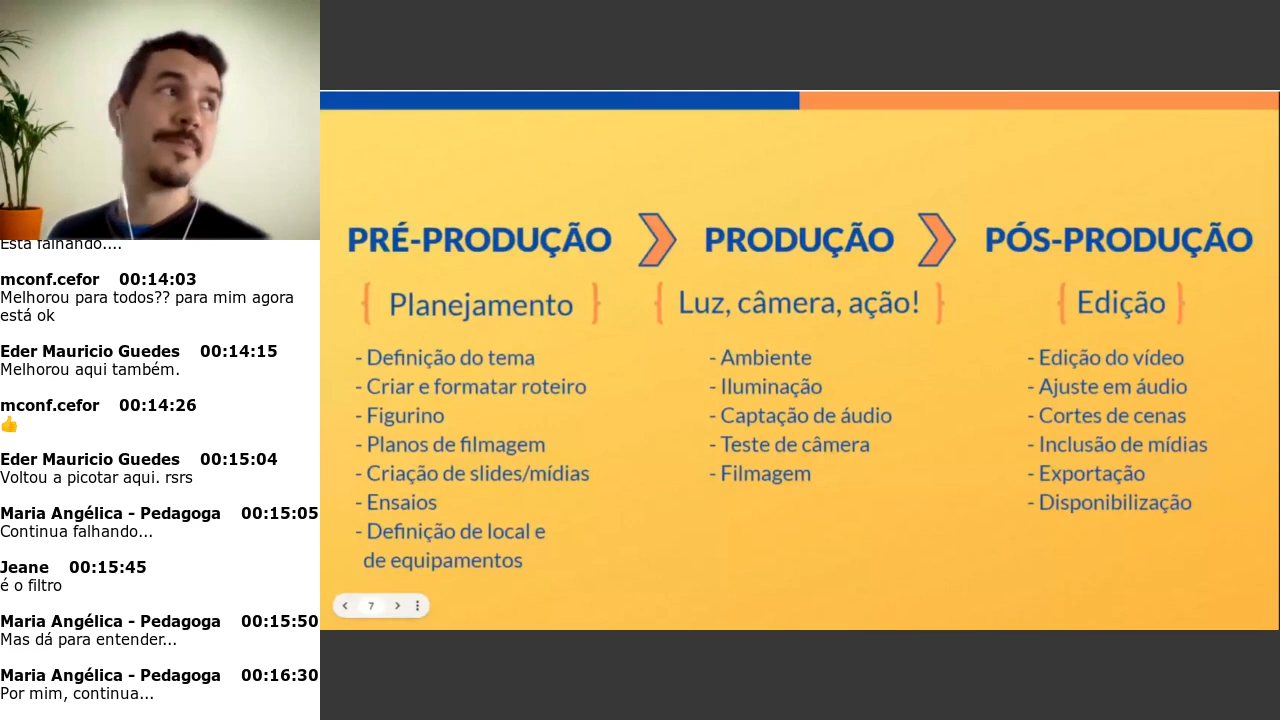 Está falhando....
mconf.cefor 00:14:03
Melhorou para todos?? para mim agora
está ok
Eder Mauricio Guedes 00:14:15
Melhorou aqui também.
mconf.cefor 00:14:26
👍
Eder Mauricio Guedes 00:15:04
Voltou a picotar aqui. rsrs
Maria Angélica – Pedagoga 00:15:05
Continua falhando...
Jeane 00:15:45
é o filtro
Maria Angélica – Pedagoga 00:15:50
Mas dá para entender...
Maria Angélica – Pedagoga 00:16:30
Por mim, continua...
PRÉ-PRODUÇÃO
{ Planejamento }
- Definição do tema
- Criar e formatar roteiro
- Figurino
- Planos de filmagem
- Criação de slides/mídias
- Ensaios
- Definição de local e
de equipamentos
PRODUÇÃO
{ Luz, câmera, ação! }
- Ambiente
- Iluminação
- Captação de áudio
- Teste de câmera
- Filmagem
PÓS-PRODUÇÃO
{ Edição }
- Edição do vídeo
- Ajuste em áudio
- Cortes de cenas
- Inclusão de mídias
- Exportação
- Disponibilização
7